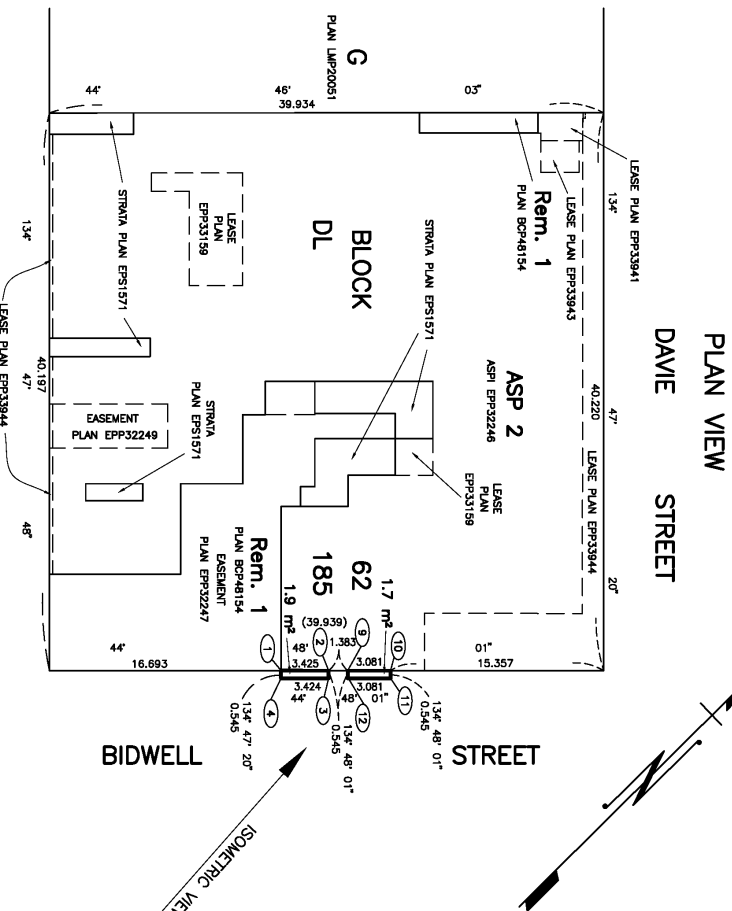 PLAN VIEW
DAVIE STREET
LEASE PLAN EPP33941
134°
47'
20"
40.220
LEASE PLAN EPP33944
LEASE PLAN EPP33943
Rem. 1
PLAN BCP48154
G
PLAN LMP20051
44°
46'
03"
39.934
STRATA PLAN EPS1571
ASP 2
ASPI EPP32246
BLOCK
DL
62
185
LEASE
PLAN
EPP33159
LEASE
PLAN
EPP33159
STRATA PLAN EPS1571
STRATA
PLAN EPS1571
EASEMENT
PLAN EPP32249
Rem. 1
PLAN BCP48154
EASEMENT
PLAN EPP32247
134°
47'
48"
40.197
LEASE PLAN EPP33944
1.7 m²
1.9 m²
44°
48'
01"
16.693
(39.939)
15.357
3.425
1.383
3.081
3.424
3.081
44°
48'
01"
1
2
9
10
4
3
12
11
134° 47' 20"
0.545
134° 48' 01"
0.545
134° 48' 01"
0.545
BIDWELL STREET
ISOMETRIC VIEW